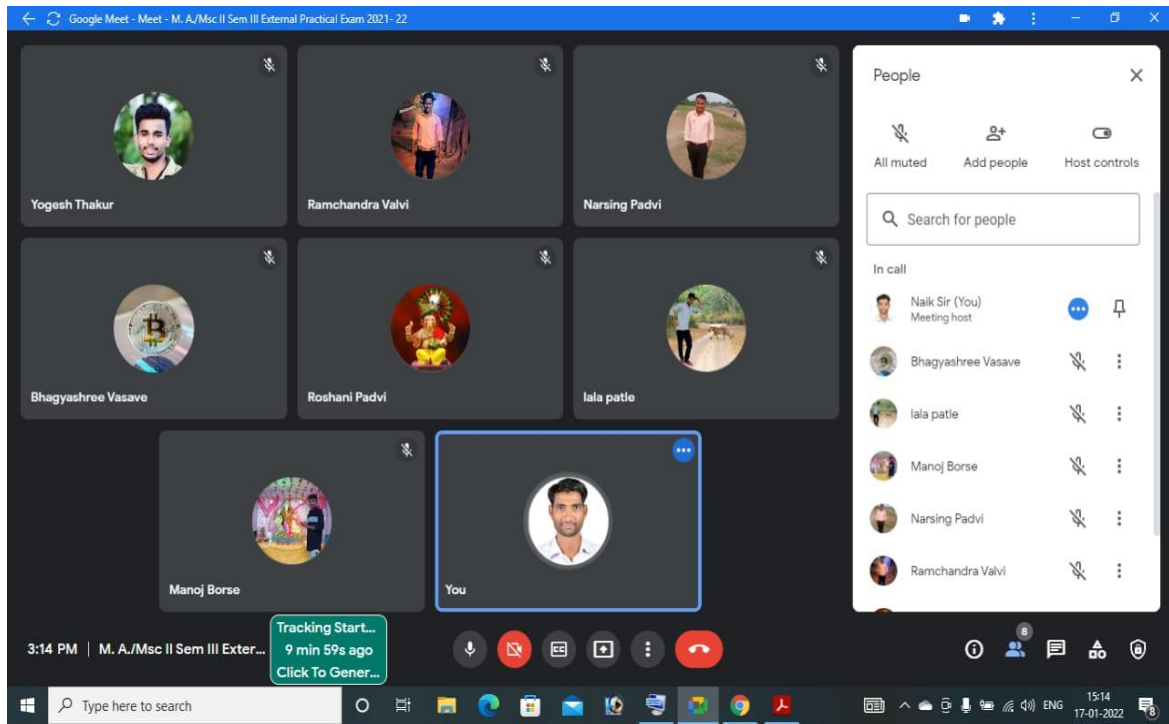 Google Meet - Meet - M. A./Msc II Sem III External Practical Exam 2021- 22
Yogesh Thakur
Ramchandra Valvi
Narsing Padvi
Bhagyashree Vasave
Roshani Padvi
lala patle
Manoj Borse
You
People
All muted
Add people
Host controls
Search for people
In call
Naik Sir (You)
Meeting host
Bhagyashree Vasave
lala patle
Manoj Borse
Narsing Padvi
Ramchandra Valvi
3:14 PM | M. A./Msc II Sem III Exter...
Tracking Start...
9 min 59s ago
Click To Gener...
CC
8
Type here to search
ENG
15:14
17-01-2022
8